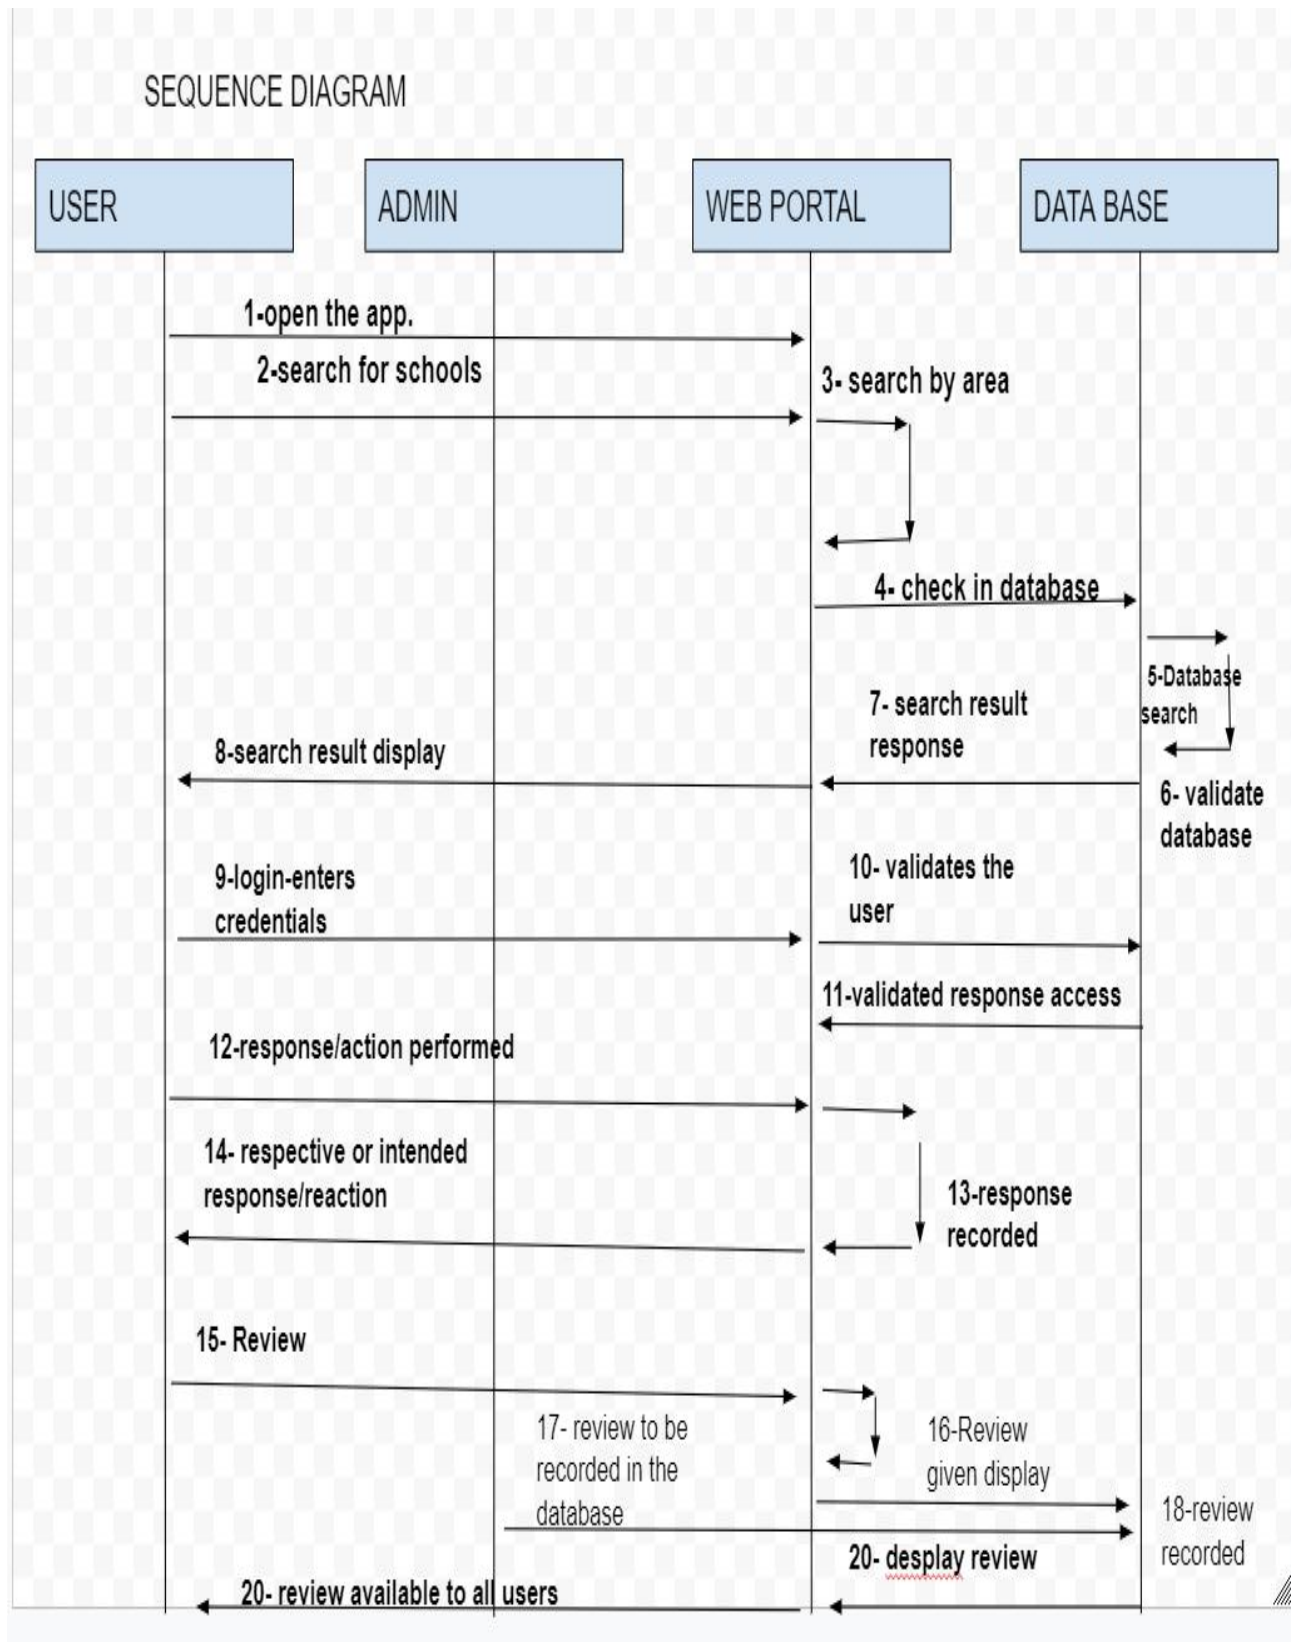 SEQUENCE DIAGRAM
USER
ADMIN
WEB PORTAL
DATA BASE
1-open the app.
2-search for schools
3- search by area
4- check in database
5-Database
search
7- search result
response
8-search result display
6- validate
database
9-login-enters
credentials
10- validates the
user
11-validated response access
12-response/action performed
14- respective or intended
response/reaction
13-response
recorded
15- Review
17- review to be
recorded in the
database
16-Review
given display
18-review
recorded
20- desplay review
20- review available to all users